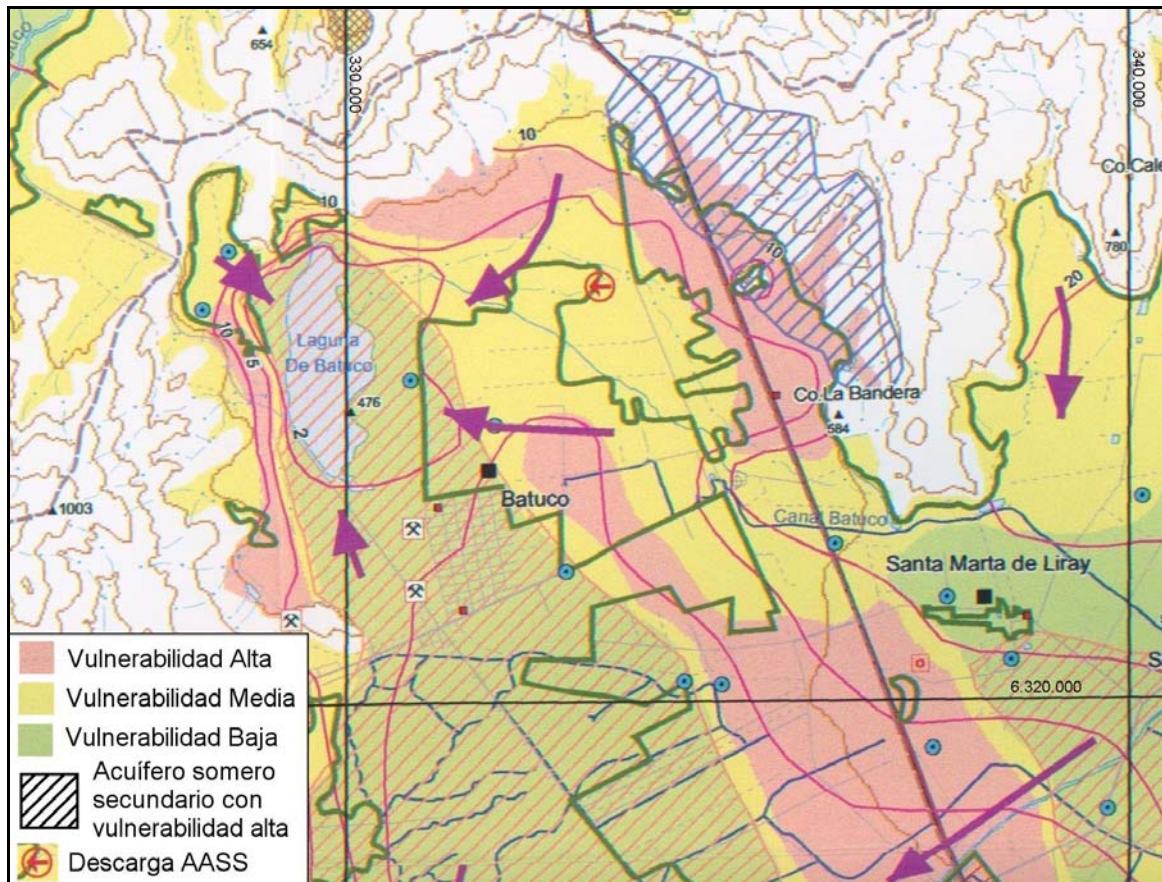 654
330.000
340.000
10
Co.Cale
10
780
10
20
Laguna
De Batuco
10
5
476
2
Co.La Bandera
584
Batuco
1003
Canal Batuco
Santa Marta de Liray
6.320.000
S
Vulnerabilidad Alta
Vulnerabilidad Media
Vulnerabilidad Baja
Acuífero somero
secundario con
vulnerabilidad alta
Descarga AASS